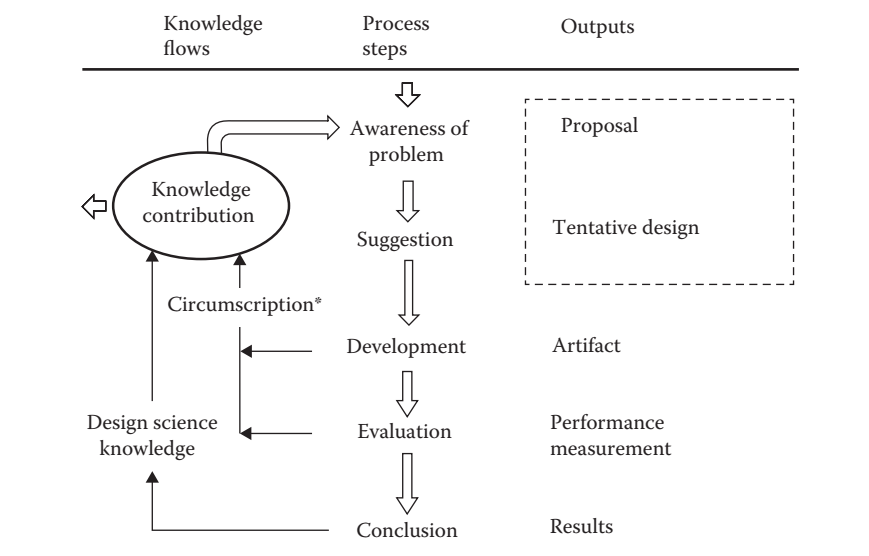 Knowledge
flows
Process
steps
Outputs
Awareness of
problem
Proposal
Knowledge
contribution
Suggestion
Tentative design
Circumscription*
Development
Artifact
Design science
knowledge
Evaluation
Performance
measurement
Conclusion
Results